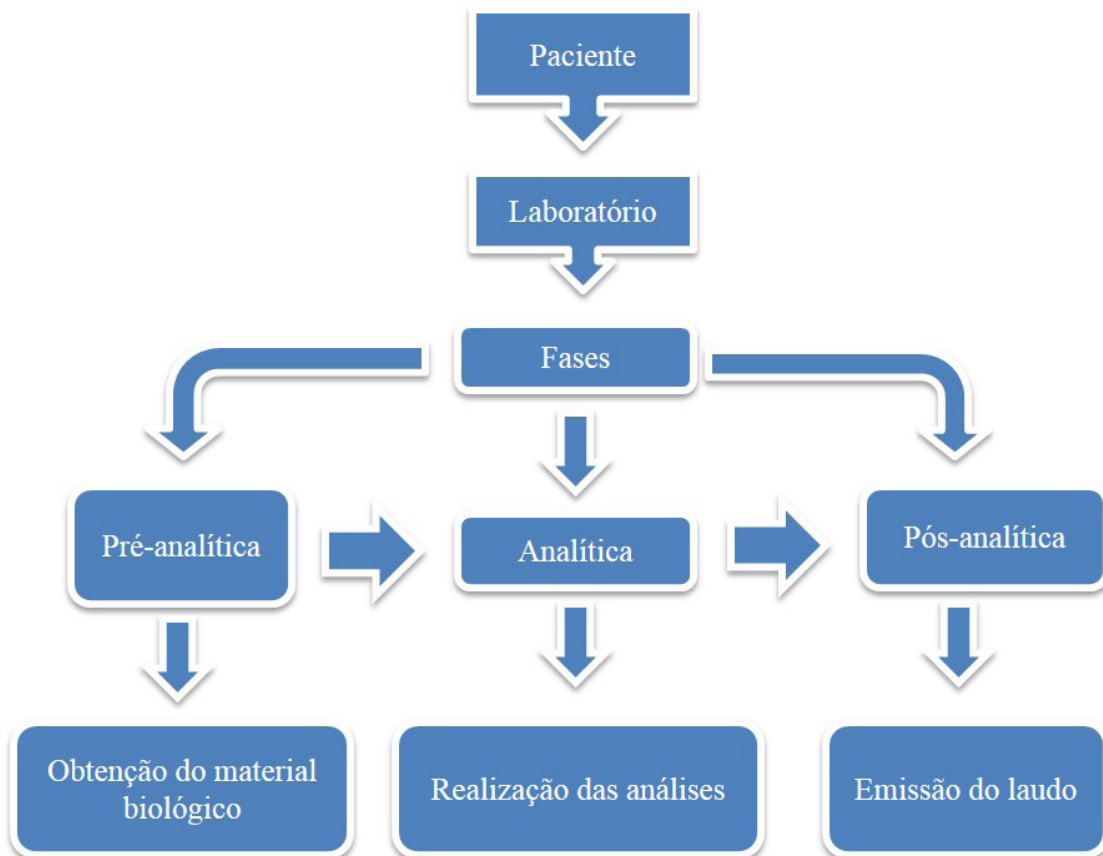 Paciente
Laboratório
Fases
Pré-analítica
Analítica
Pós-analítica
Obtenção do material
biológico
Realização das análises
Emissão do laudo